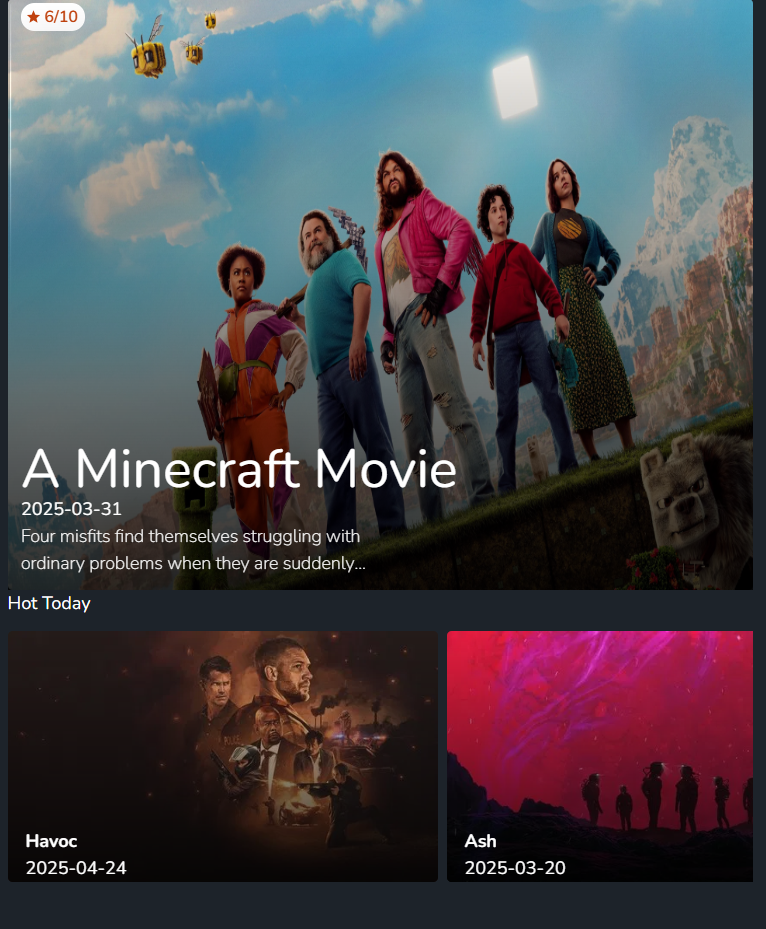 ★ 6/10
A Minecraft Movie
2025-03-31
Four misfits find themselves struggling with
ordinary problems when they are suddenly...
Hot Today
POLICE
Havoc
2025-04-24
Ash
2025-03-20